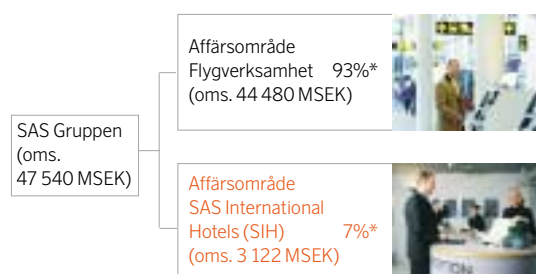 SAS Gruppen
(oms.
47 540 MSEK)
Affärsområde
Flygverksamhet 93%*
(oms. 44 480 MSEK)
Affärsområde
SAS International
Hotels (SIH) 7%*
(oms. 3 122 MSEK)